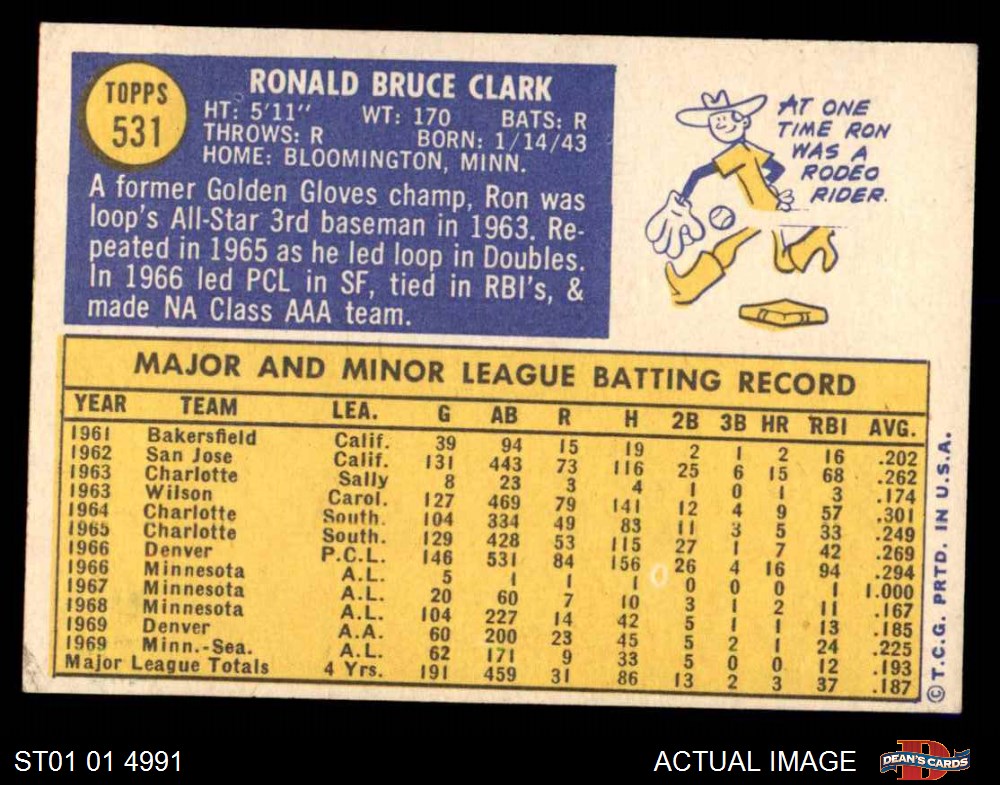 TOPPS
531
RONALD BRUCE CLARK
HT: 5'11" WT: 170 BATS: R
THROWS: R BORN: 1/14/43
HOME: BLOOMINGTON, MINN.
A former Golden Gloves champ, Ron was
loop's All-Star 3rd baseman in 1963. Re-
peated in 1965 as he led loop in Doubles.
In 1966 led PCL in SF, tied in RBI's, &
made NA Class AAA team.
AT ONE
TIME RON
WAS A
RODEO
RIDER.
MAJOR AND MINOR LEAGUE BATTING RECORD
YEAR TEAM LEA. G AB R H 2B 3B HR RBI AVG.
1961 Bakersfield Calif. 39 94 15 19 2 1 2 16 .202
1962 San Jose Calif. 131 443 73 116 25 6 15 68 .262
1963 Charlotte Sally 8 23 3 4 1 0 1 3 .174
1963 Wilson Carol. 127 469 79 141 12 4 9 57 .301
1964 Charlotte South. 104 334 49 83 11 3 5 33 .249
1965 Charlotte South. 129 428 53 115 27 1 7 42 .269
1966 Denver P.C.L. 146 531 84 156 26 4 16 94 .294
1966 Minnesota A.L. 5 1 1 1 0 0 0 1 1.000
1967 Minnesota A.L. 20 60 7 10 3 1 2 11 .167
1968 Minnesota A.L. 104 227 14 42 5 1 1 13 .185
1969 Denver A.A. 60 200 23 45 5 2 1 24 .225
1969 Minn.-Sea. A.L. 62 171 9 33 5 0 0 12 .193
Major League Totals 4 Yrs. 191 459 31 86 13 2 3 37 .187
© T.C.G. PRTD. IN U.S.A.
ST01 01 4991
ACTUAL IMAGE
D
DEAN'S CARDS